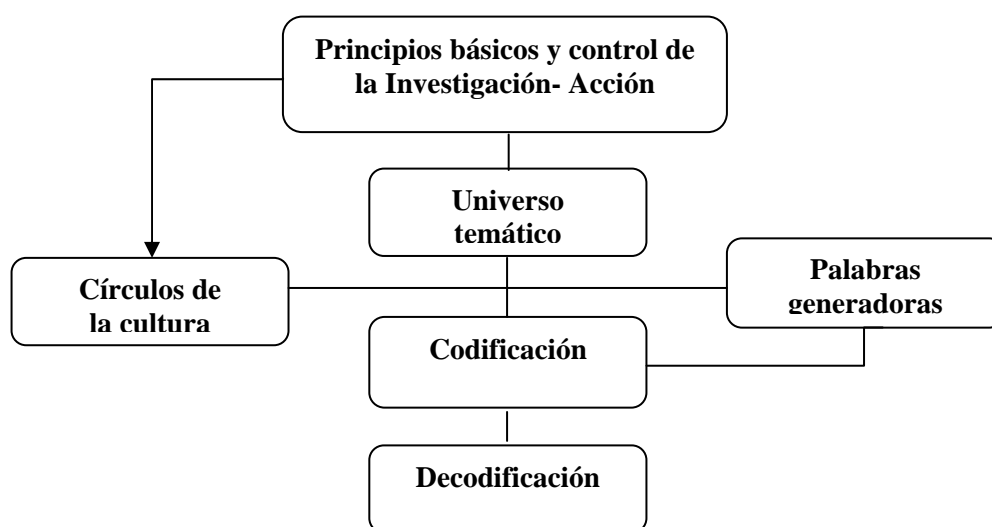 Principios básicos y control de
la Investigación- Acción
Universo
temático
Círculos de
la cultura
Palabras
generadoras
Codificación
Decodificación